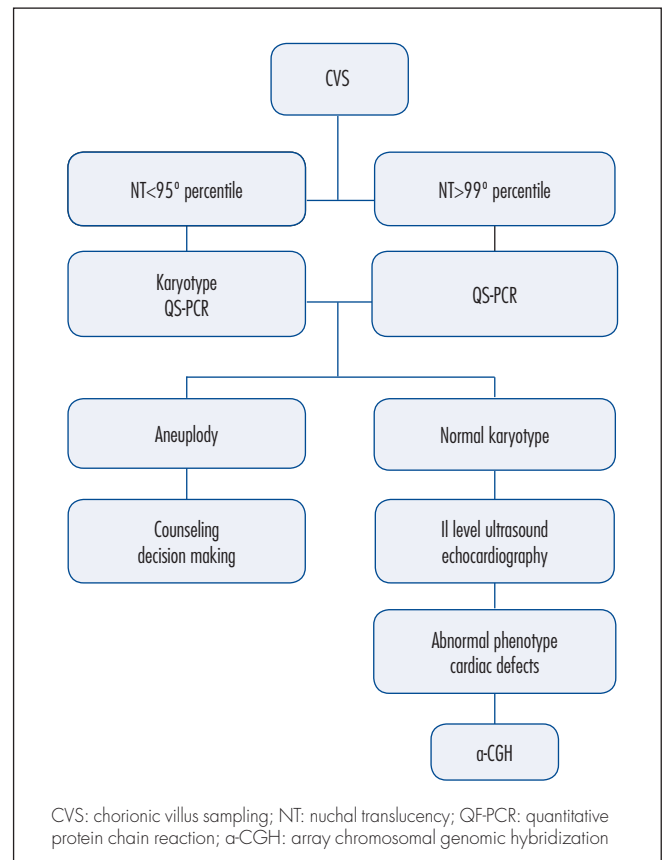 CVS
NT<95º percentile
NT>99º percentile
Karyotype
QS-PCR
QS-PCR
Aneuplody
Normal karyotype
Counseling
decision making
II level ultrasound
echocardiography
Abnormal phenotype
cardiac defects
a-CGH
CVS: chorionic villus sampling; NT: nuchal translucency; QF-PCR: quantitative
protein chain reaction; a-CGH: array chromosomal genomic hybridization